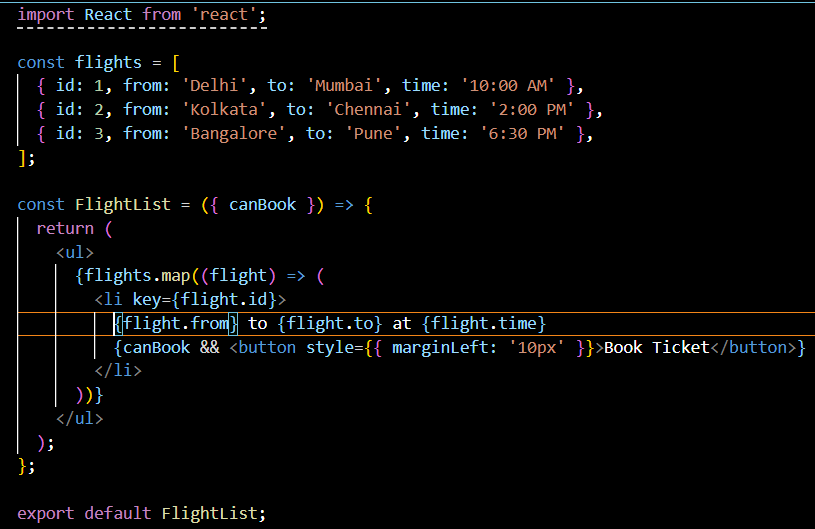 import React from 'react';

const flights = [
  { id: 1, from: 'Delhi', to: 'Mumbai', time: '10:00 AM' },
  { id: 2, from: 'Kolkata', to: 'Chennai', time: '2:00 PM' },
  { id: 3, from: 'Bangalore', to: 'Pune', time: '6:30 PM' },
];

const FlightList = ({ canBook }) => {
  return (
    <ul>
      {flights.map((flight) => (
        <li key={flight.id}>
          {flight.from} to {flight.to} at {flight.time}
          {canBook && <button style={{ marginLeft: '10px' }}>Book Ticket</button>}
        </li>
      ))}
    </ul>
  );
};

export default FlightList;